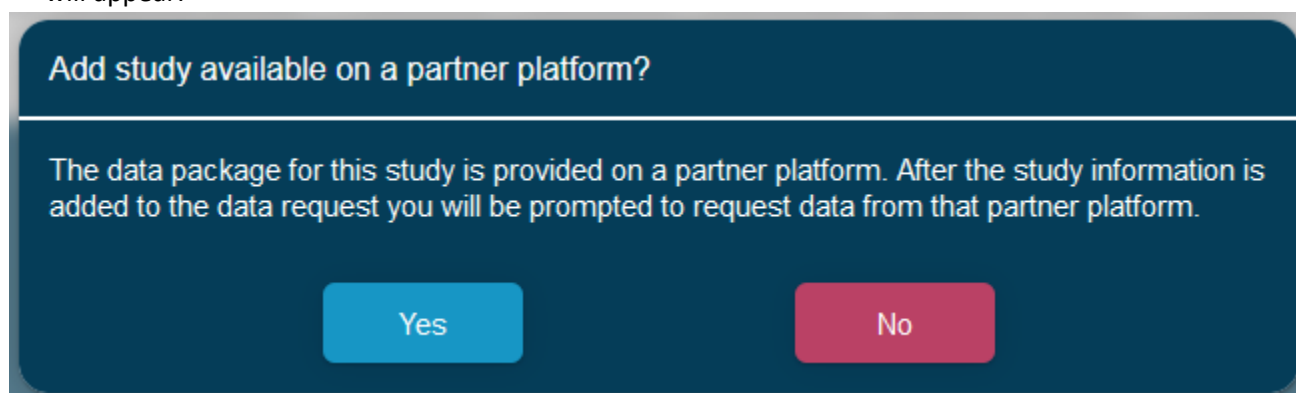 will appear:
Add study available on a partner platform?
The data package for this study is provided on a partner platform. After the study information is
added to the data request you will be prompted to request data from that partner platform.
Yes
No